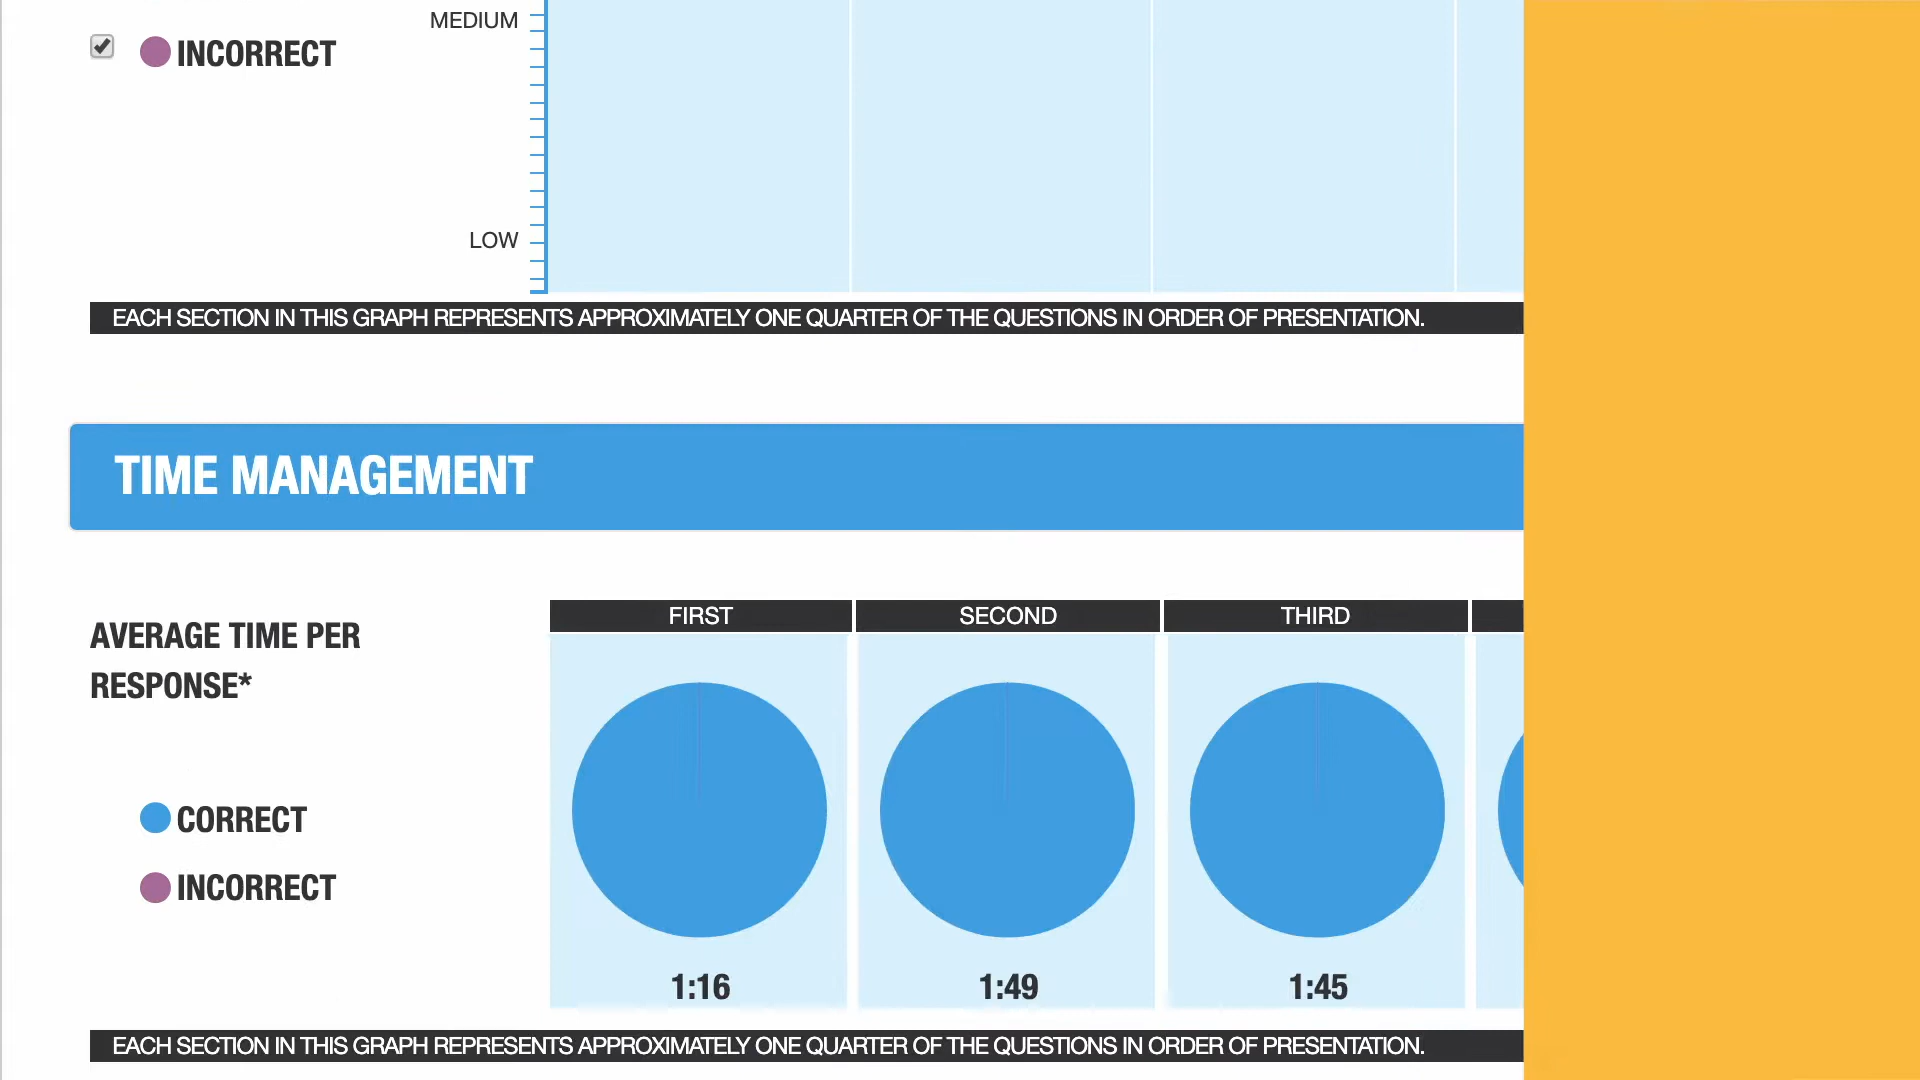 MEDIUM
INCORRECT
LOW
EACH SECTION IN THIS GRAPH REPRESENTS APPROXIMATELY ONE QUARTER OF THE QUESTIONS IN ORDER OF PRESENTATION.
TIME MANAGEMENT
AVERAGE TIME PER
RESPONSE*
FIRST SECOND THIRD
CORRECT
INCORRECT
1:16 1:49 1:45
EACH SECTION IN THIS GRAPH REPRESENTS APPROXIMATELY ONE QUARTER OF THE QUESTIONS IN ORDER OF PRESENTATION.